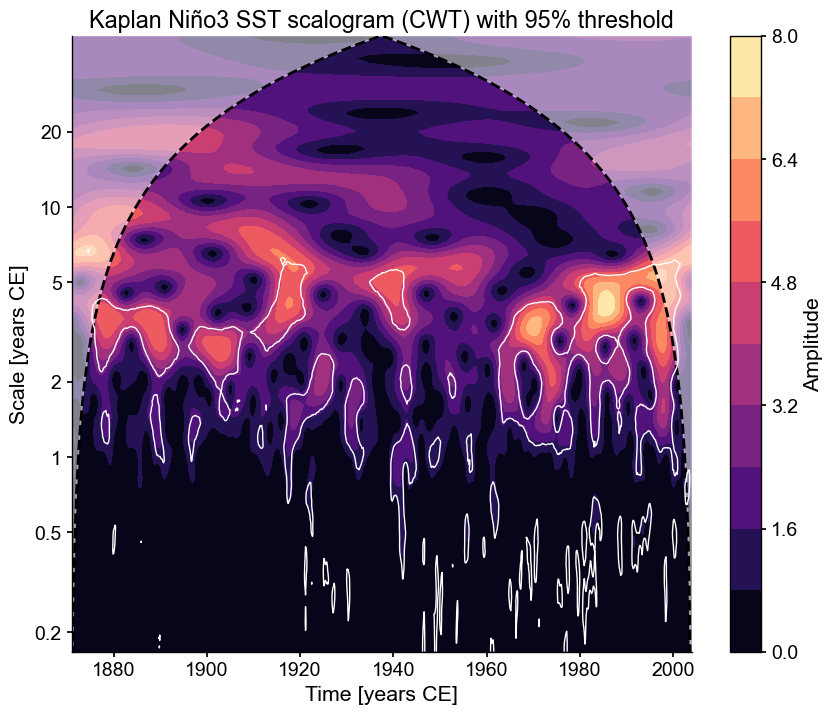 Kaplan Niño3 SST scalogram (CWT) with 95% threshold
Scale [years CE]
20
10
5
2
1
0.5
0.2
1880 1900 1920 1940 1960 1980 2000
Time [years CE]
8.0
6.4
4.8
3.2
1.6
0.0
Amplitude